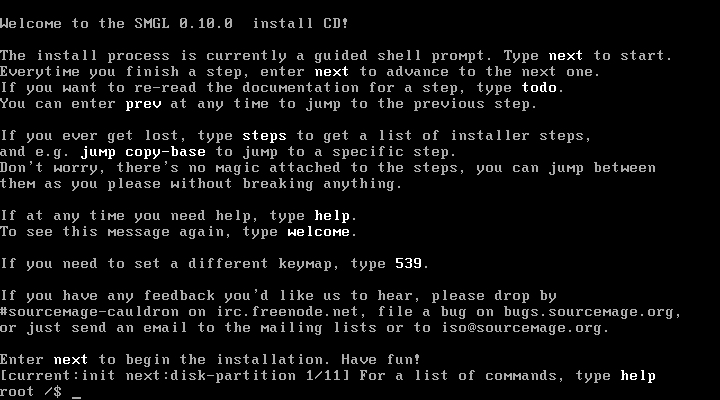 Welcome to the SMGL 0.10.0  install CD!
The install process is currently a guided shell prompt. Type next to start.
Everytime you finish a step, enter next to advance to the next one.
If you want to re-read the documentation for a step, type todo.
You can enter prev at any time to jump to the previous step.
If you ever get lost, type steps to get a list of installer steps,
and e.g. jump copy-base to jump to a specific step.
Don't worry, there's no magic attached to the steps, you can jump between
them as you please without breaking anything.
If at any time you need help, type help.
To see this message again, type welcome.
If you need to set a different keymap, type 539.
If you have any feedback you'd like us to hear, please drop by
#sourcemage-cauldron on irc.freenode.net, file a bug on bugs.sourcemage.org,
or just send an email to the mailing lists or to iso@sourcemage.org.
Enter next to begin the installation. Have fun!
[current:init next:disk-partition 1/11] For a list of commands, type help
root /$ _